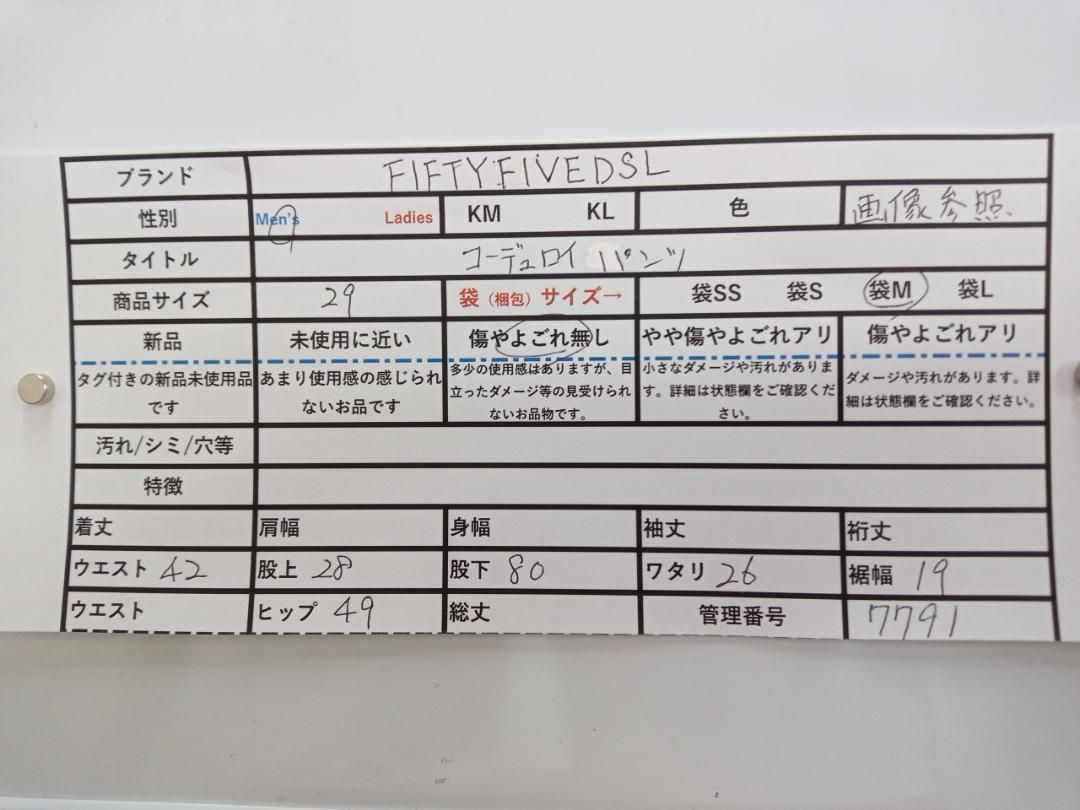 ブランド FIFTYFIVEDSL
性別 Men's Ladies KM KL 色 画像参照
タイトル コーデュロイ パンツ
商品サイズ 29 袋（梱包）サイズ→ 袋SS 袋S 袋M 袋L
新品 未使用に近い 傷やよごれ無し やや傷やよごれアリ 傷やよごれアリ
タグ付きの新品未使用品です あまり使用感の感じられないお品です 多少の使用感はありますが、目立ったダメージ等の見受けられないお品物です。 小さなダメージや汚れがあります。詳細は状態欄をご確認ください。 ダメージや汚れがあります。詳細は状態欄をご確認ください。
汚れ/シミ/穴等
特徴
着丈 肩幅 身幅 袖丈 裄丈
ウエスト 42 股上 28 股下 80 ワタリ 26 裾幅 19
ウエスト ヒップ 49 総丈 管理番号 7791